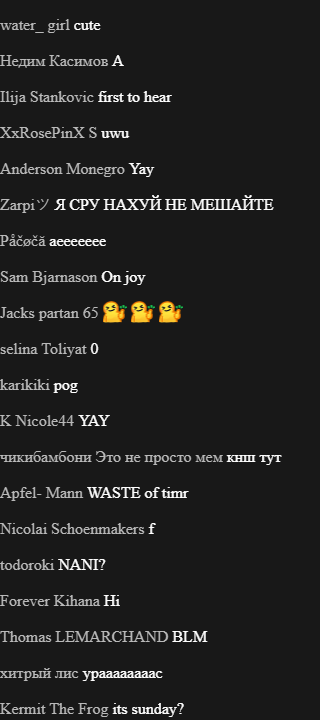 water_ girl cute
Недим Касимов А
Ilija Stankovic first to hear
XxRosePinX S uwu
Anderson Monegro Yay
Zarpiツ Я СРУ НАХУЙ НЕ МЕШАЙТЕ
Påčøčă aeeeeeee
Sam Bjarnason On joy
Jacks partan 65
selina Toliyat 0
karikiki pog
K Nicole44 YAY
чикибамбони Это не просто мем кнш тут
Apfel- Mann WASTE of timr
Nicolai Schoenmakers f
todoroki NANI?
Forever Kihana Hi
Thomas LEMARCHAND BLM
хитрый лис урааааааас
Kermit The Frog its sunday?